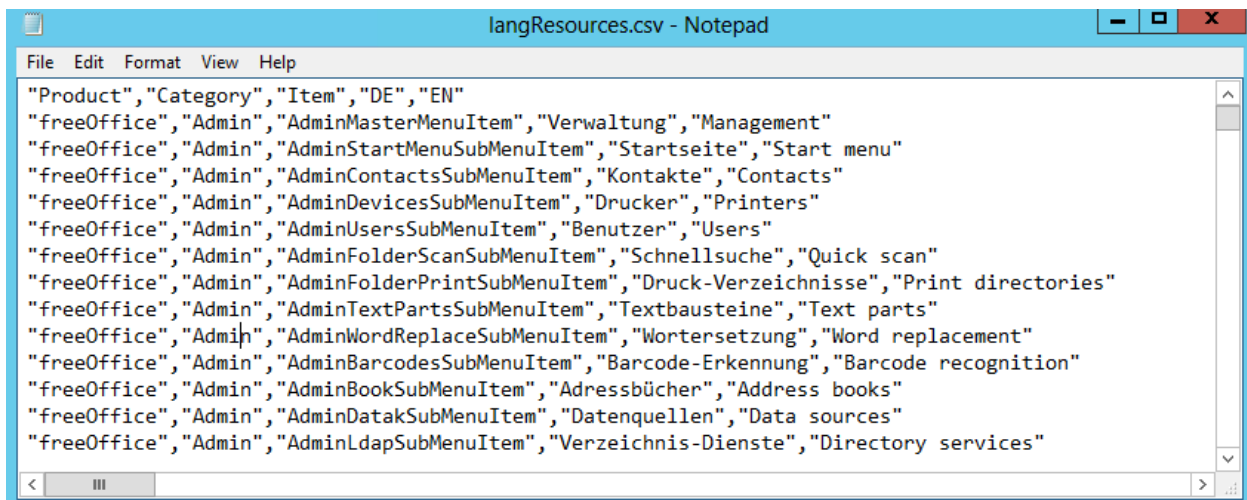 langResources.csv - Notepad
File Edit Format View Help
"Product","Category","Item","DE","EN"
"freeOffice","Admin","AdminMasterMenuItem","Verwaltung","Management"
"freeOffice","Admin","AdminStartMenuSubMenuItem","Startseite","Start menu"
"freeOffice","Admin","AdminContactsSubMenuItem","Kontakte","Contacts"
"freeOffice","Admin","AdminDevicesSubMenuItem","Drucker","Printers"
"freeOffice","Admin","AdminUsersSubMenuItem","Benutzer","Users"
"freeOffice","Admin","AdminFolderScanSubMenuItem","Schnellsuche","Quick scan"
"freeOffice","Admin","AdminFolderPrintSubMenuItem","Druck-Verzeichnisse","Print directories"
"freeOffice","Admin","AdminTextPartsSubMenuItem","Textbausteine","Text parts"
"freeOffice","Admin","AdminWordReplaceSubMenuItem","Wortersetzung","Word replacement"
"freeOffice","Admin","AdminBarcodesSubMenuItem","Barcode-Erkennung","Barcode recognition"
"freeOffice","Admin","AdminBookSubMenuItem","Adressbücher","Address books"
"freeOffice","Admin","AdminDatakSubMenuItem","Datenquellen","Data sources"
"freeOffice","Admin","AdminLdapSubMenuItem","Verzeichnis-Dienste","Directory services"